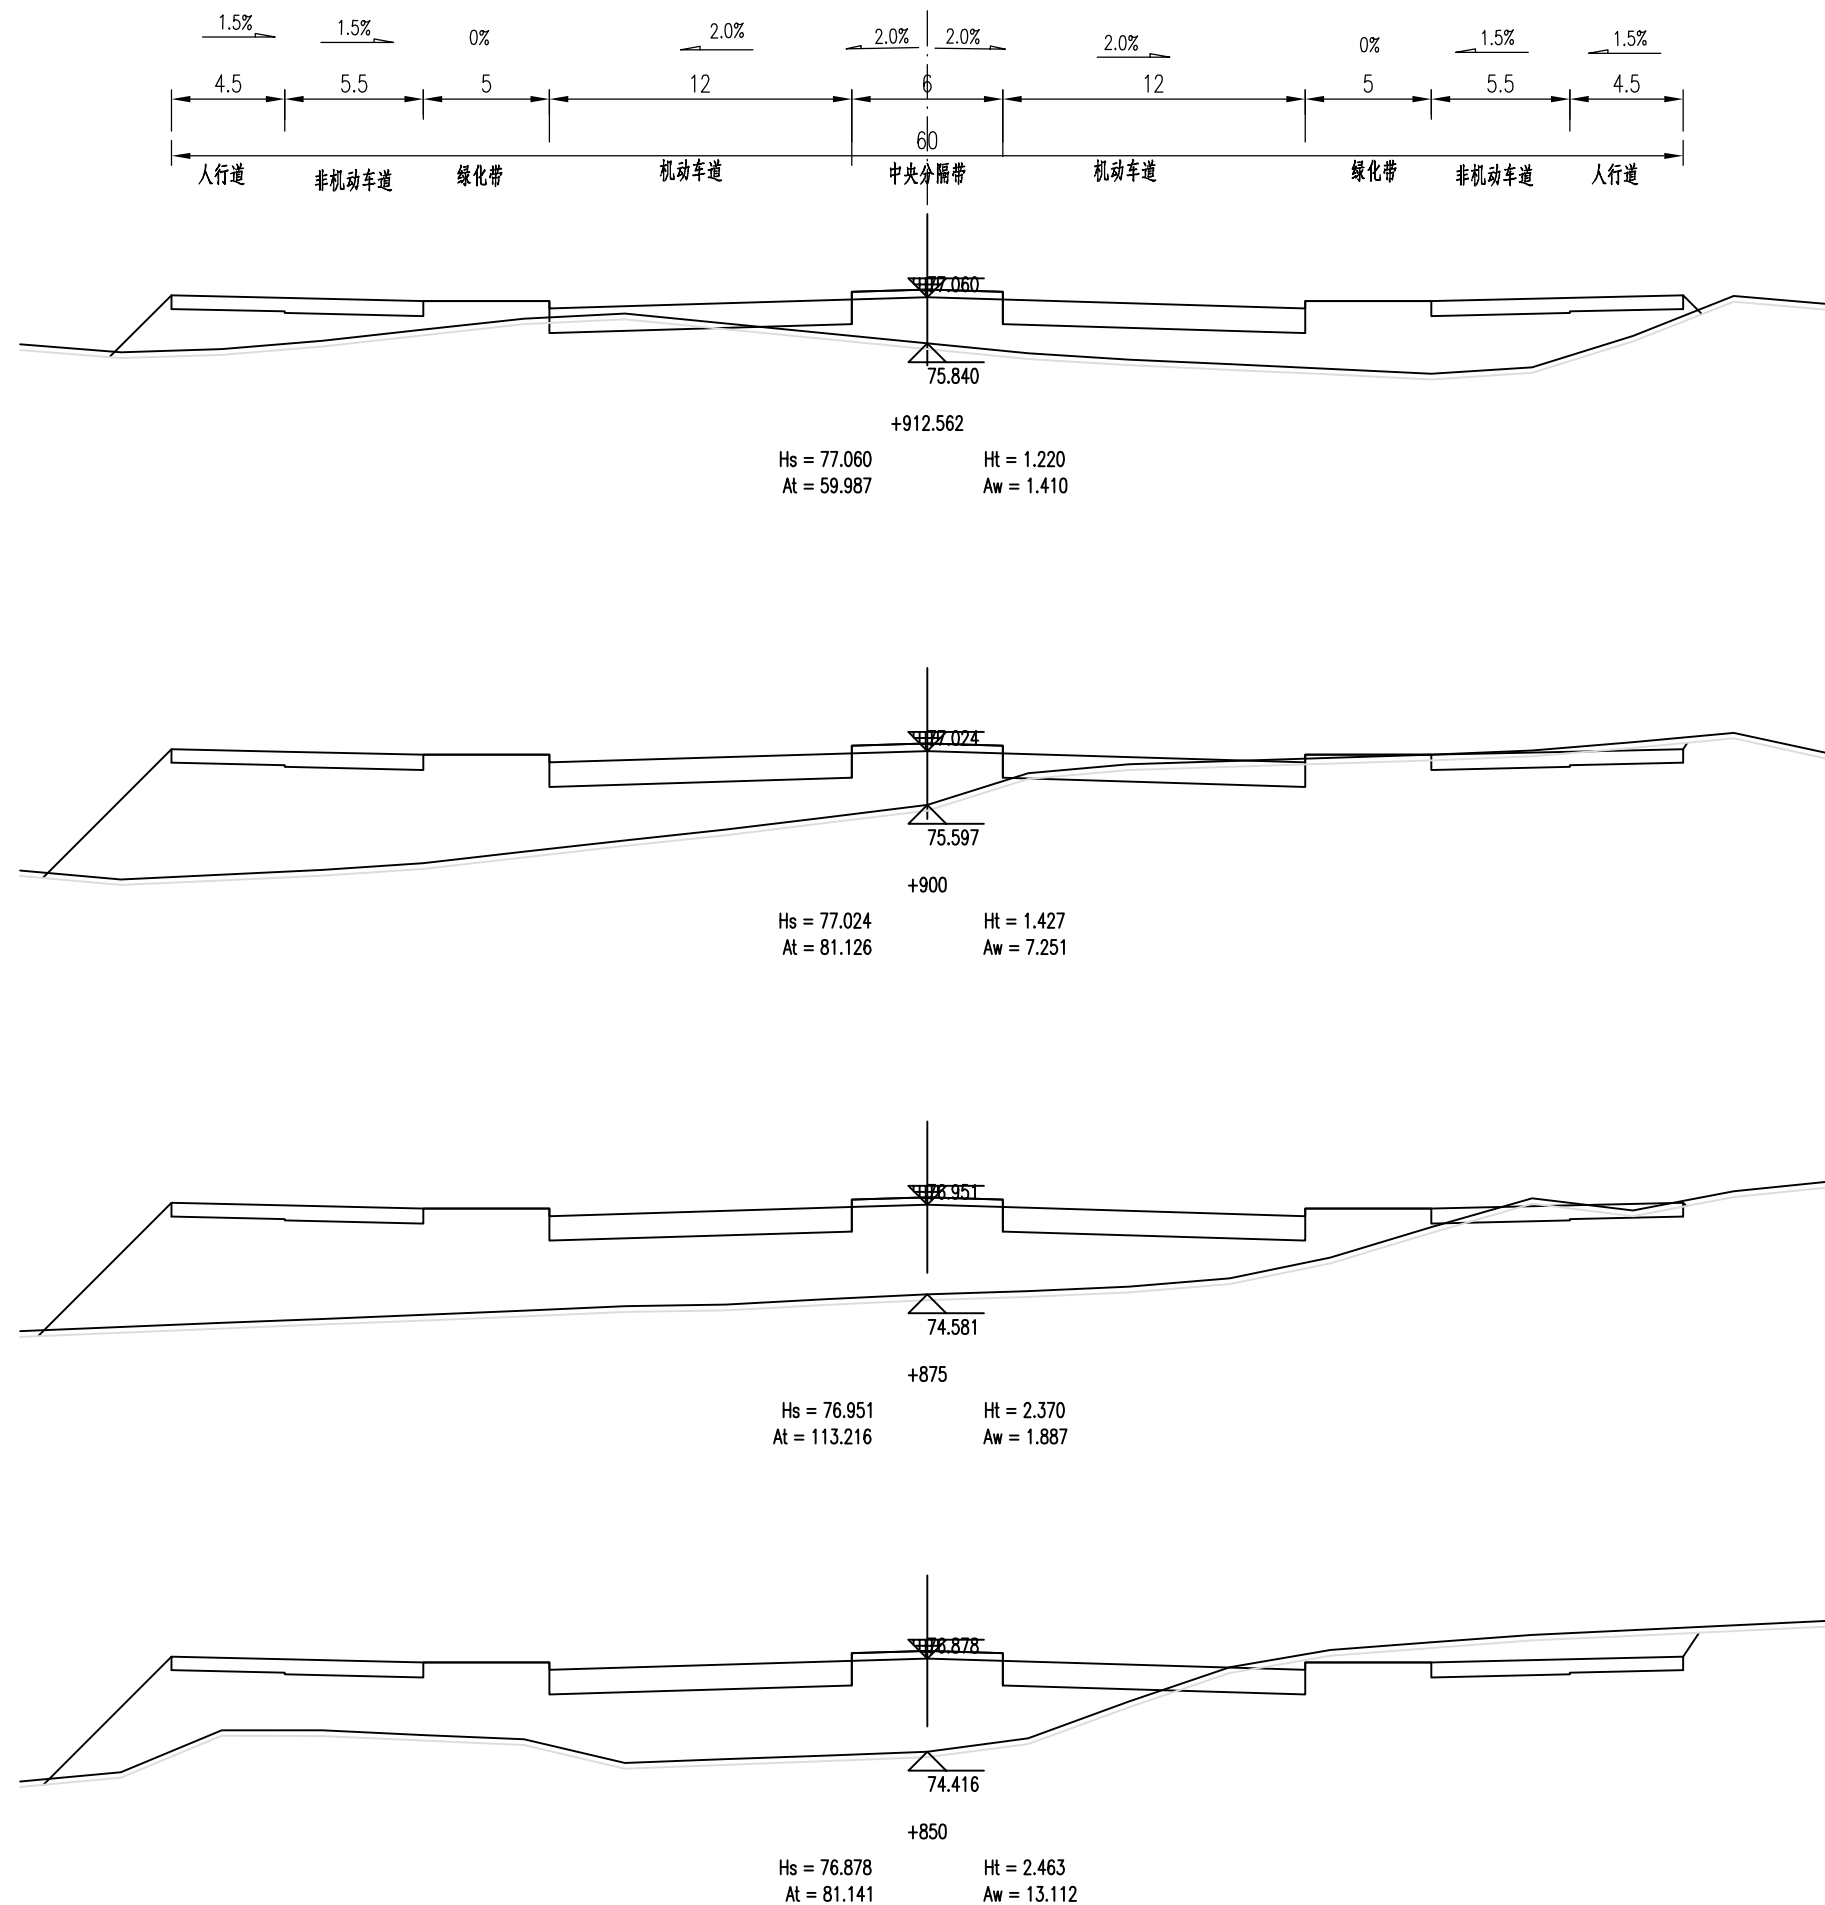 1.5% 1.5% 0% 2.0% 2.0% 2.0% 2.0% 0% 1.5% 1.5%
4.5 5.5 5 12 6 12 5 5.5 4.5
60
人行道 非机动车道 绿化带 机动车道 中央分隔带 机动车道 绿化带 非机动车道 人行道
77.060
75.840
+912.562
Hs = 77.060 Ht = 1.220
At = 59.987 Aw = 1.410
77.024
75.597
+900
Hs = 77.024 Ht = 1.427
At = 81.126 Aw = 7.251
76.951
74.581
+875
Hs = 76.951 Ht = 2.370
At = 113.216 Aw = 1.887
76.878
74.416
+850
Hs = 76.878 Ht = 2.463
At = 81.141 Aw = 13.112